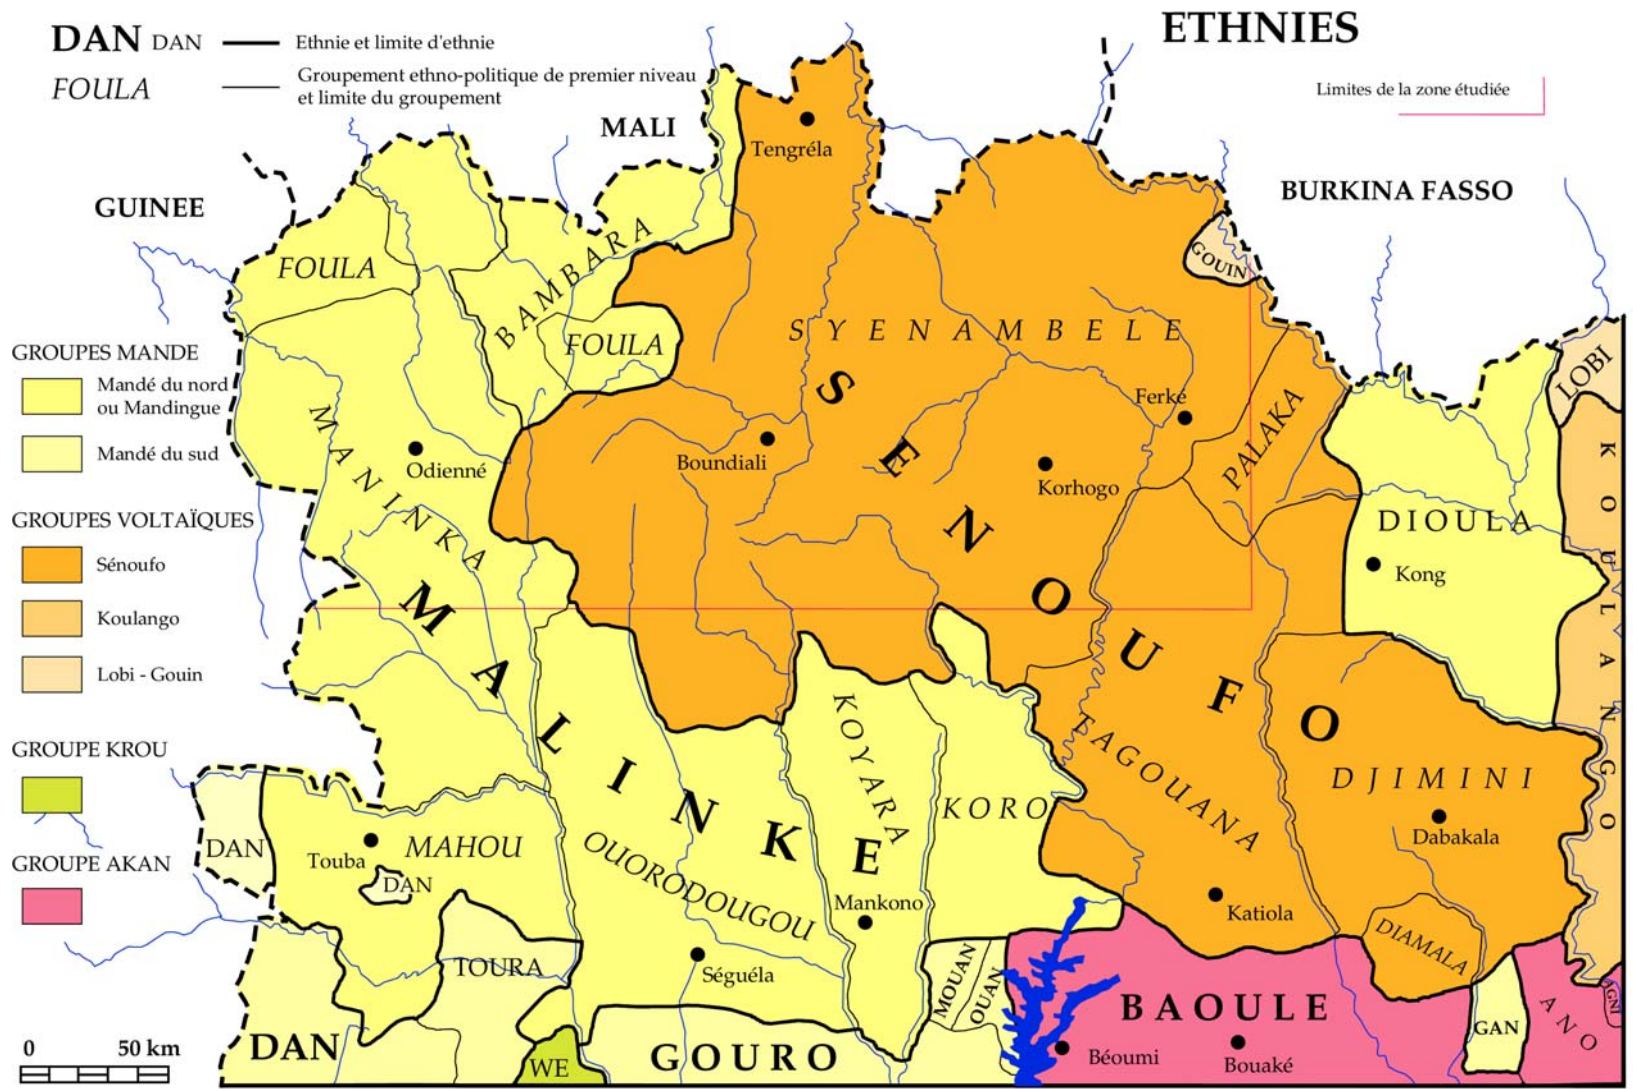 DAN DAN Ethnie et limite d'ethnie
FOULA Groupement ethno-politique de premier niveau
et limite du groupement
ETHNIES
Limites de la zone étudiée
MALI
GUINEE
BURKINA FASSO
GROUPES MANDE
Mandé du nord
ou Mandingue
Mandé du sud
GROUPES VOLTAÏQUES
Sénoufo
Koulango
Lobi - Gouin
GROUPE KROU
GROUPE AKAN
0 50 km
Tengréla
FOULA
BAMBARA
FOULA
GOUIN
SYENAMBELE
LOBI
MANINKA
Odienné
Boundiali
SENOUFO
Ferké
Korhogo
PALAKA
DIOULA
Kong
KOULANGO
MALINKE
KOYARA
KORO
TAGOUANA
DJIMINI
Dabakala
DAN
Touba
MAHOU
DAN
OUORODOUGOU
Mankono
Katiola
DIAMALA
TOURA
Séguéla
MOUAN
OUAN
BAOULE
GAN
ANO
AGNI
DAN
WE
GOURO
Béoumi
Bouaké